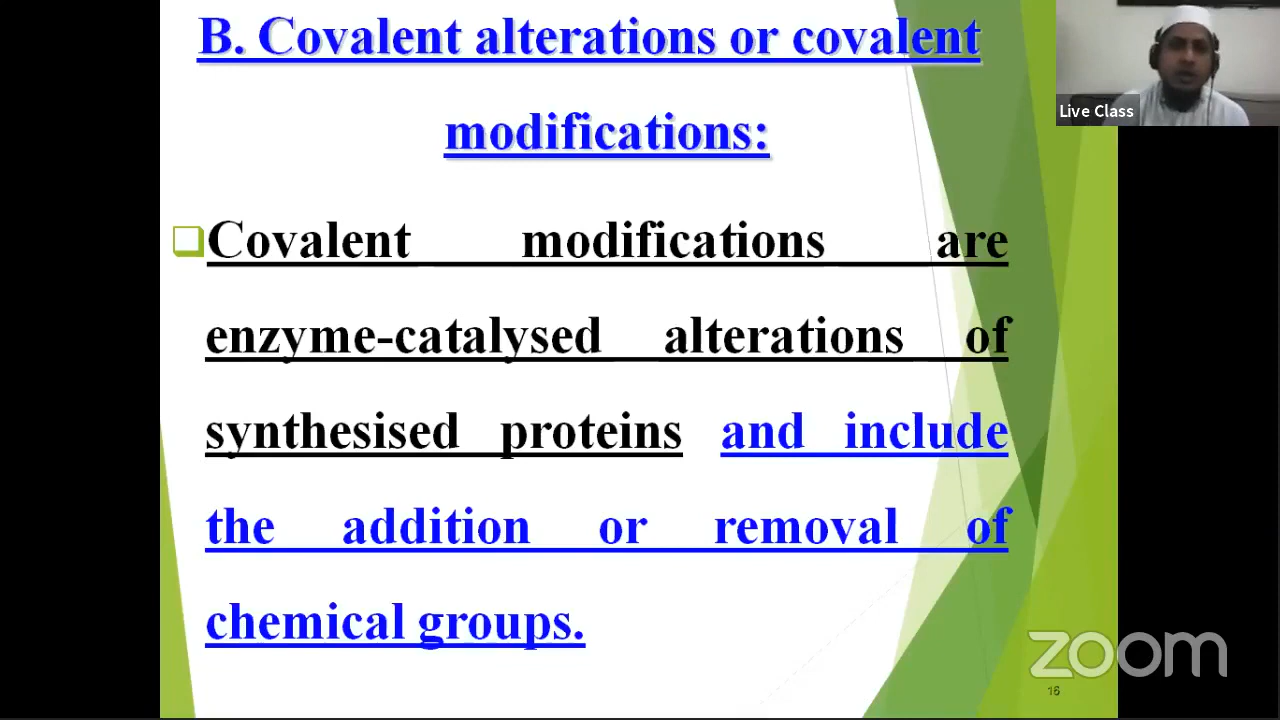 B. Covalent alterations or covalent
modifications:
Covalent modifications are
enzyme-catalysed alterations of
synthesised proteins and include
the addition or removal of
chemical groups.
Live Class
zoom
16